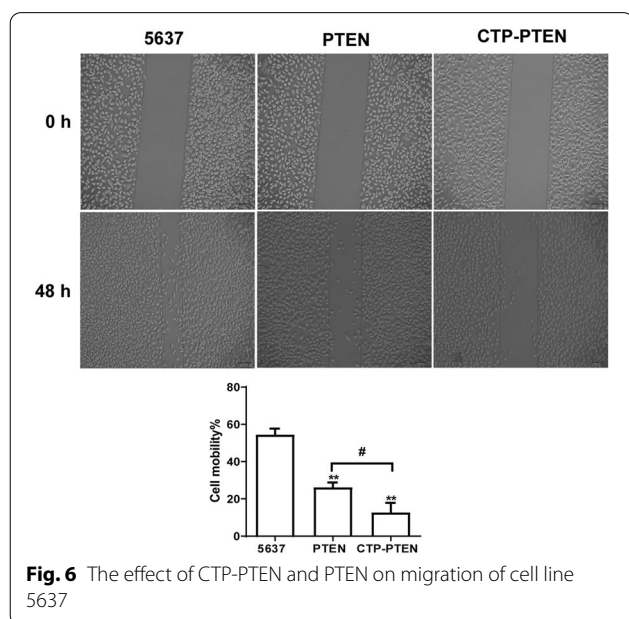 5637 PTEN CTP-PTEN
0 h
48 h
80
60
40
20
0
Cell mobility%
#
** **
5637 PTEN CTP-PTEN
Fig. 6 The effect of CTP-PTEN and PTEN on migration of cell line
5637